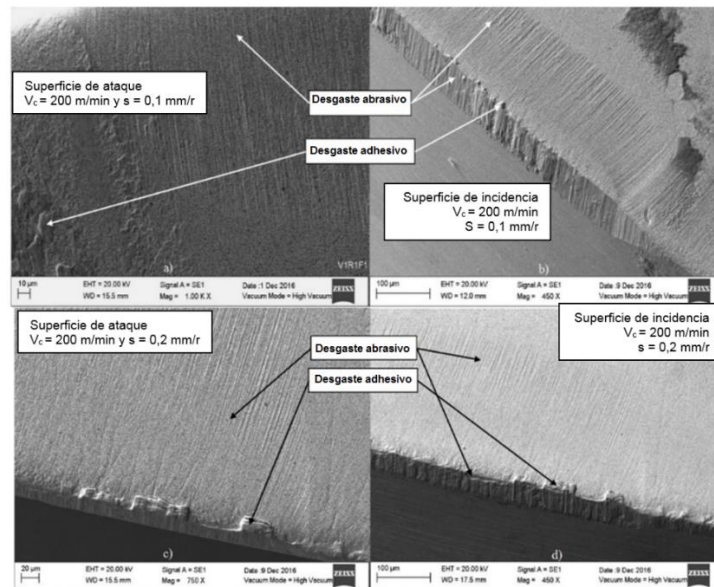 Superficie de ataque
Vc = 200 m/min y s = 0,1 mm/r
Desgaste abrasivo
Desgaste adhesivo
Superficie de incidencia
Vc = 200 m/min
S = 0,1 mm/r
a)
V1R1F1
b)
10 µm
EHT = 20.00 kV
WD = 15.5 mm
Signal A = SE1
Mag = 1.00 K X
Date :1 Dec 2016
Vacuum Mode = High Vacuum
ZEISS
100 µm
EHT = 20.00 kV
WD = 12.0 mm
Signal A = SE1
Mag = 450 X
Date :9 Dec 2016
Vacuum Mode = High Vacuum
ZEISS
Superficie de ataque
Vc = 200 m/min y s = 0,2 mm/r
Superficie de incidencia
Vc = 200 m/min
s = 0,2 mm/r
Desgaste abrasivo
Desgaste adhesivo
c)
d)
20 µm
EHT = 20.00 kV
WD = 15.5 mm
Signal A = SE1
Mag = 750 X
Date :9 Dec 2016
Vacuum Mode = High Vacuum
ZEISS
100 µm
EHT = 20.00 kV
WD = 17.5 mm
Signal A = SE1
Mag = 450 X
Date :9 Dec 2016
Vacuum Mode = High Vacuum
ZEISS